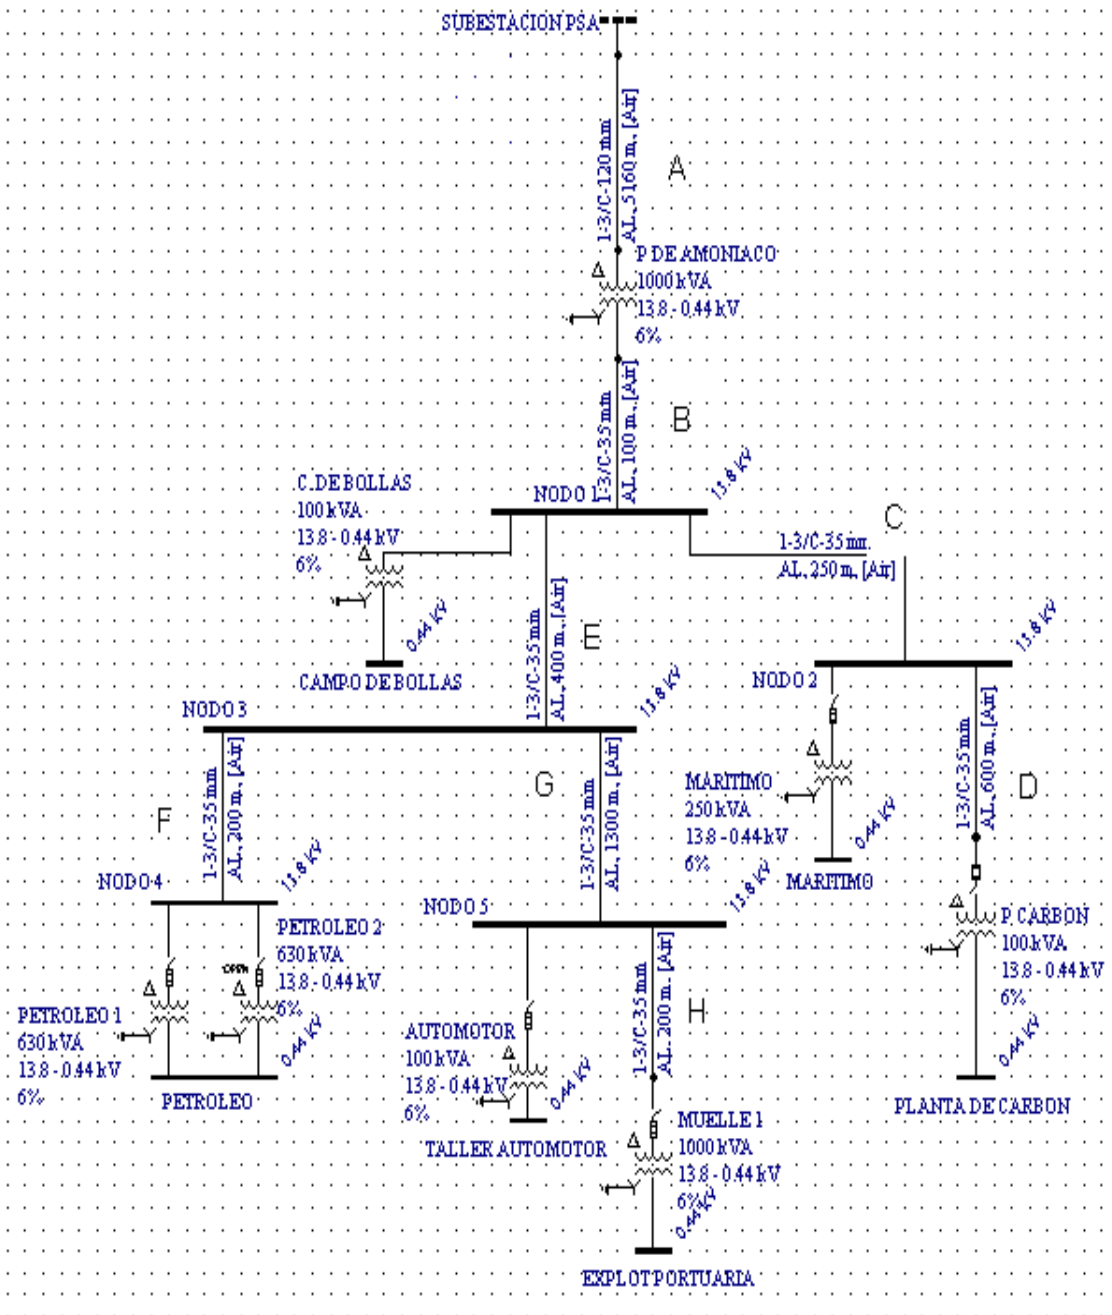 SUBESTACION PSA
1-3/C-120 mm
AL, 5160 m, [Air]
A
P DE AMONIACO
1000 kVA
13.8 - 0.44 kV
6%
1-3/C-35 mm
AL, 100 m, [Air]
B
13.8 kV
NODO 1
C. DE BOLLAS
100 kVA
13.8 - 0.44 kV
6%
0.44 kV
CAMPO DE BOLLAS
C
1-3/C-35 mm.
AL, 250 m, [Air]
1-3/C-35 mm
AL, 400 m, [Air]
E
13.8 kV
NODO 2
13.8 kV
NODO 3
MARITIMO
250 kVA
13.8 - 0.44 kV
6%
0.44 kV
MARITIMO
1-3/C-35 mm
AL, 600 m, [Air]
D
F
1-3/C-35 mm
AL, 200 m, [Air]
G
1-3/C-35 mm
AL, 1300 m, [Air]
13.8 kV
NODO 4
13.8 kV
NODO 5
PETROLEO 2
630 kVA
13.8 - 0.44 kV
6%
OPEN
PETROLEO 1
630 kVA
13.8 - 0.44 kV
6%
0.44 kV
PETROLEO
AUTOMOTOR
100 kVA
13.8 - 0.44 kV
6%
0.44 kV
TALLER AUTOMOTOR
1-3/C-35 mm
AL, 200 m, [Air]
H
P CARBON
100 kVA
13.8 - 0.44 kV
6%
0.44 kV
PLANTA DE CARBON
MUELLE 1
1000 kVA
13.8 - 0.44 kV
6%
0.44 kV
EXPLOT PORTUARIA